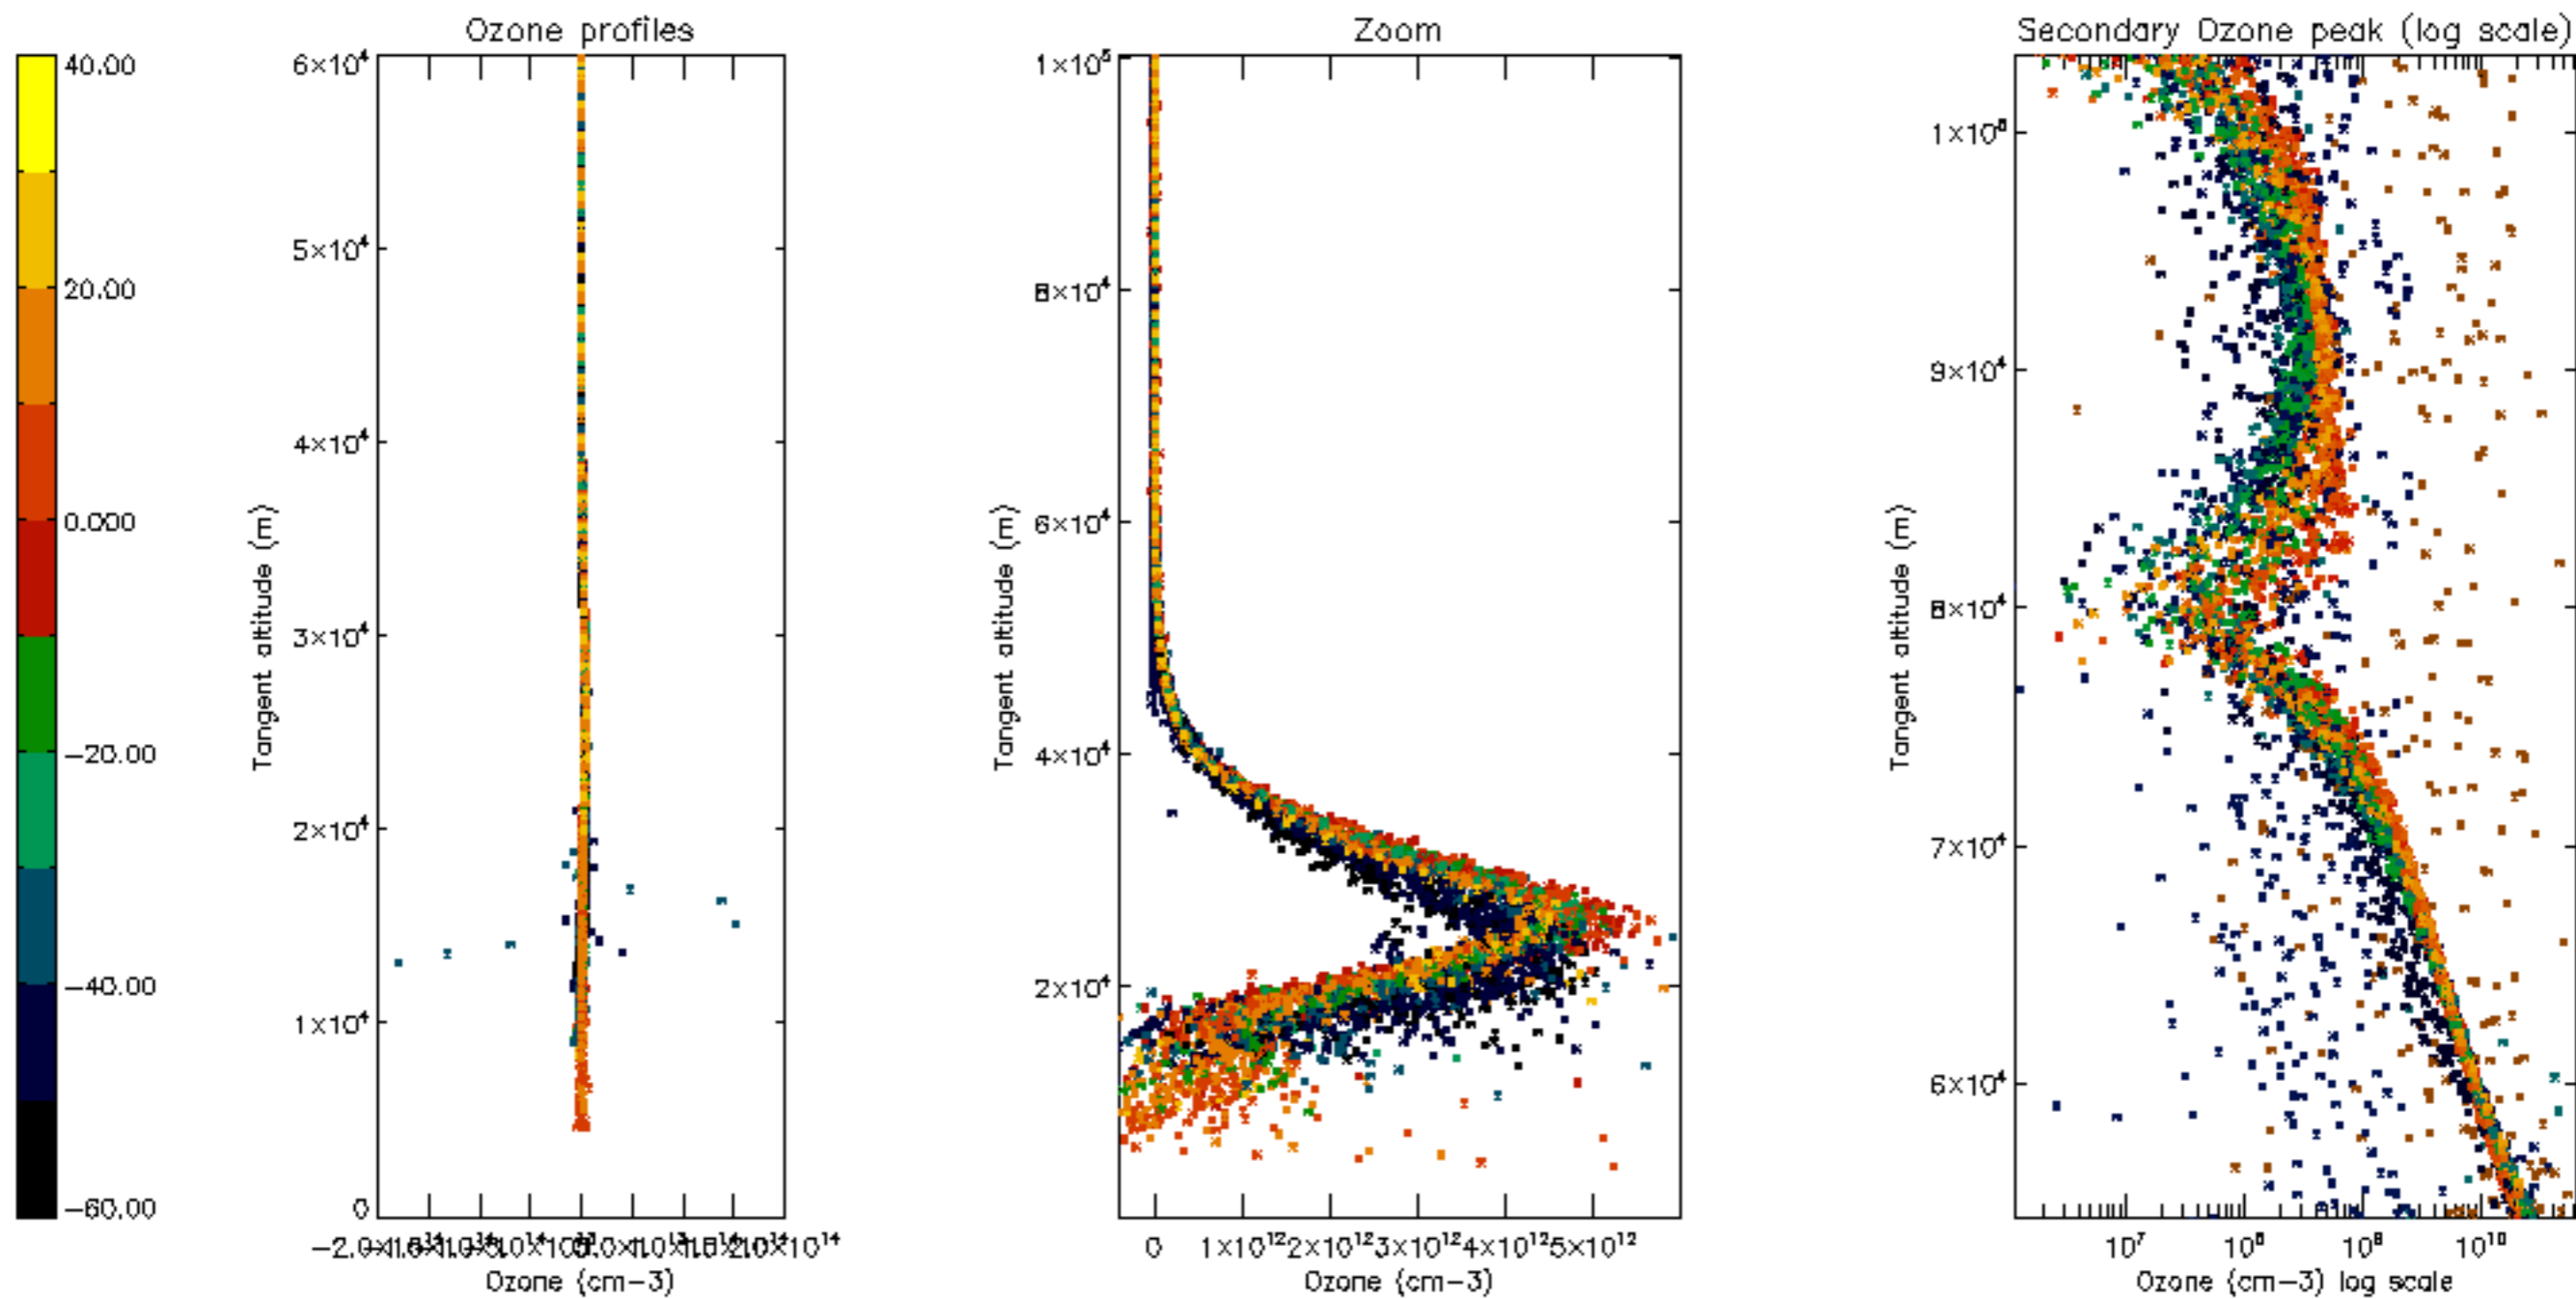 Ozone profiles
Zoom
Secondary Ozone peak (log scale)
40.00
20.00
0.000
−20.00
−40.00
−60.00
6×10⁴
5×10⁴
4×10⁴
3×10⁴
2×10⁴
1×10⁴
0
Tangent altitude (m)
Ozone (cm−3)
1×10⁵
8×10⁴
6×10⁴
4×10⁴
2×10⁴
Tangent altitude (m)
0 1×10¹² 2×10¹² 3×10¹² 4×10¹² 5×10¹²
Ozone (cm−3)
9×10⁴
8×10⁴
7×10⁴
6×10⁴
Tangent altitude (m)
10⁷ 10⁸ 10⁹ 10¹⁰
Ozone (cm−3) log scale